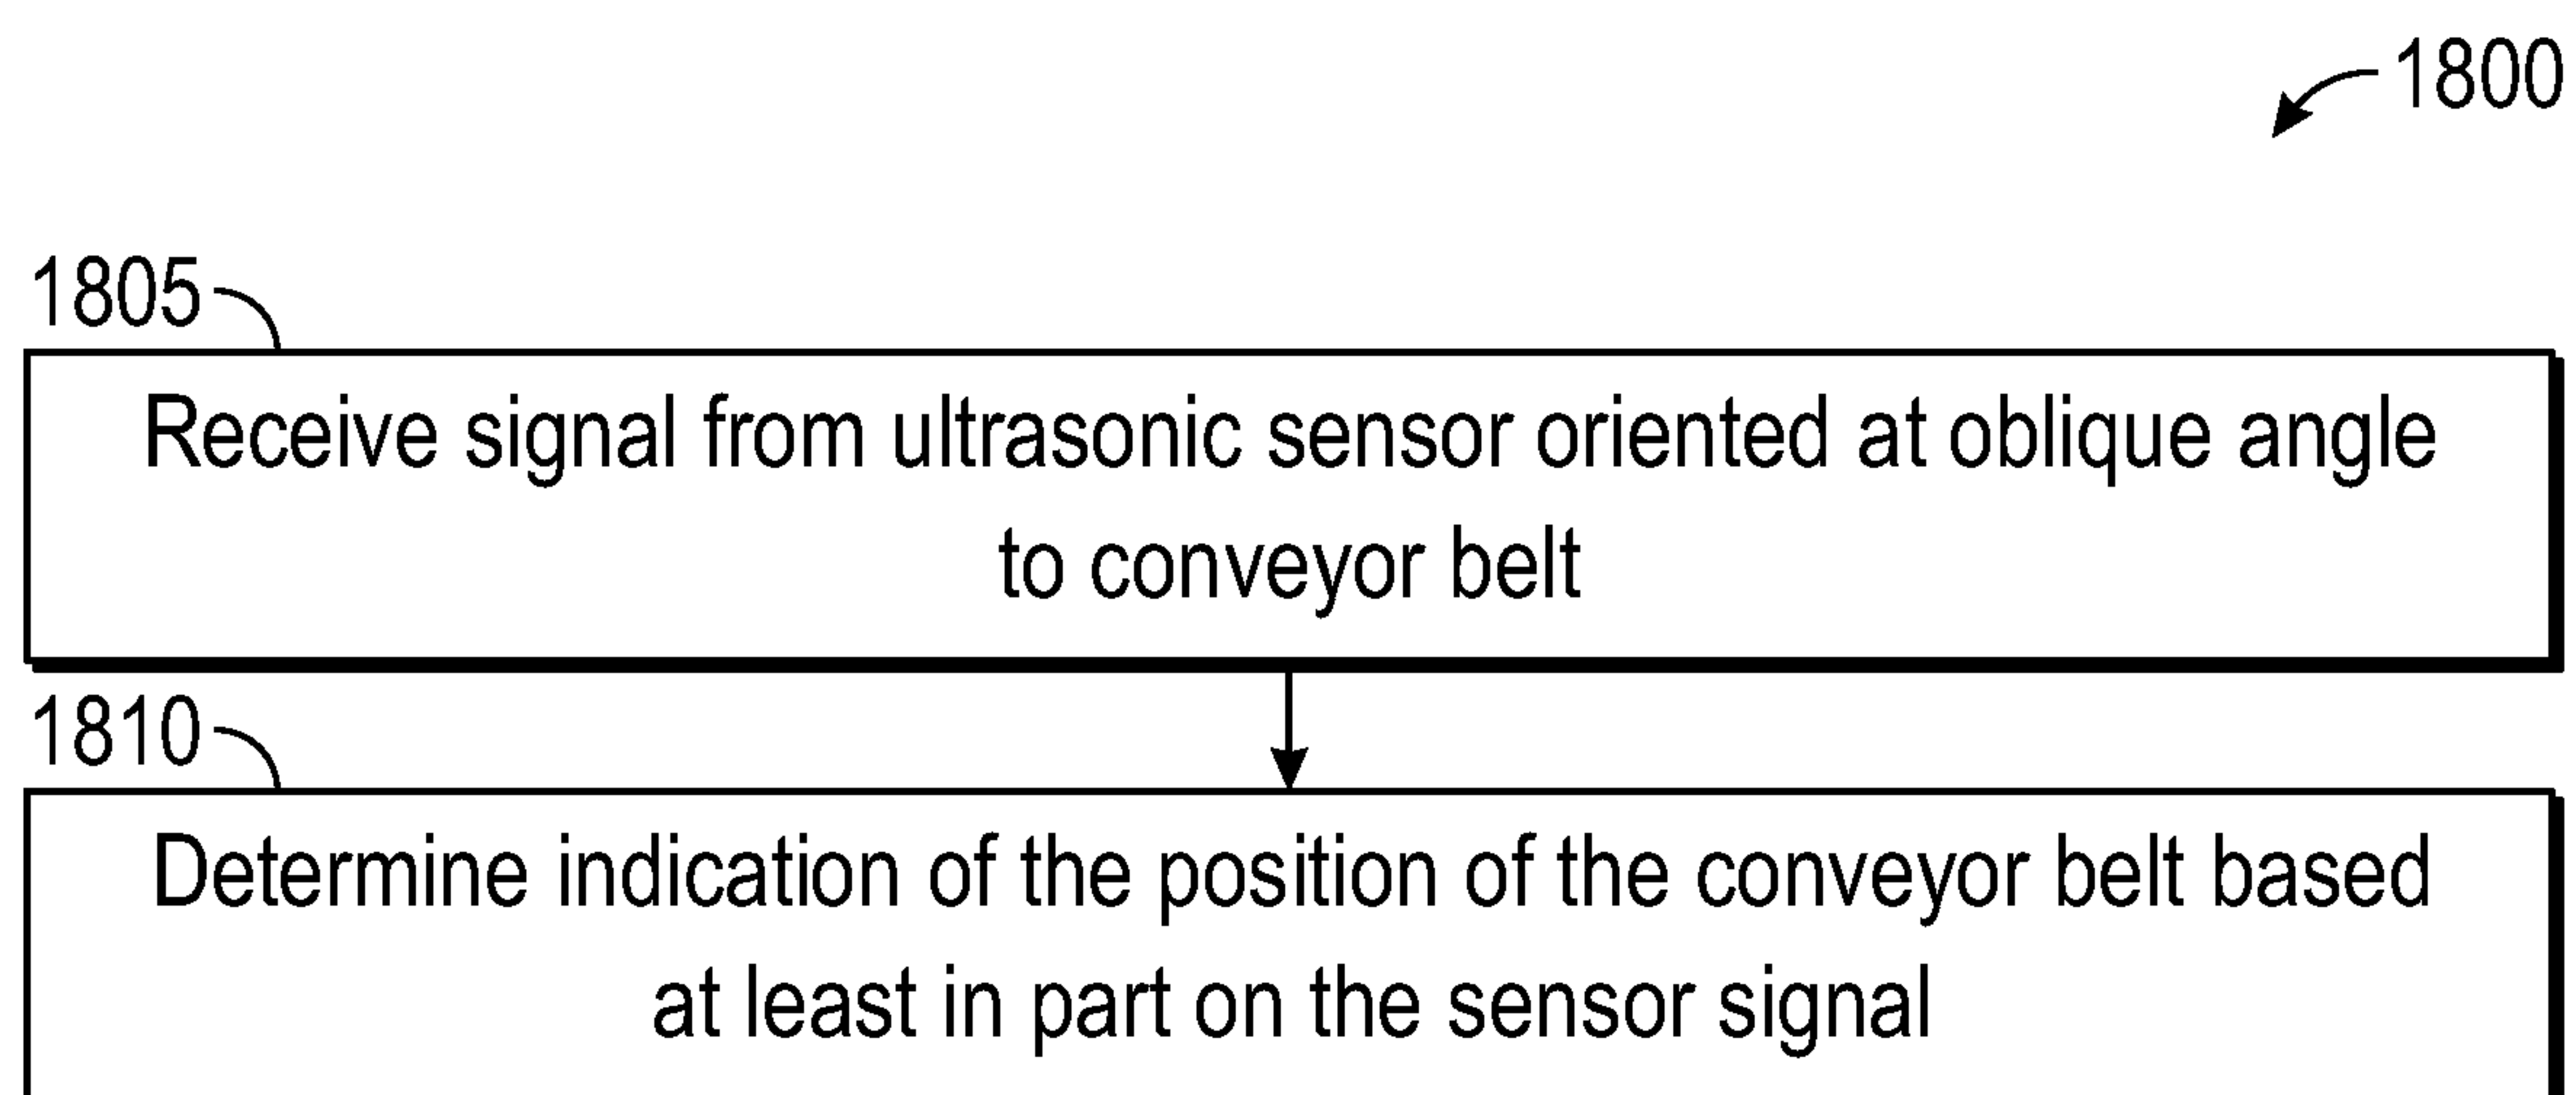 1800
1805
Receive signal from ultrasonic sensor oriented at oblique angle
to conveyor belt
1810
Determine indication of the position of the conveyor belt based
at least in part on the sensor signal